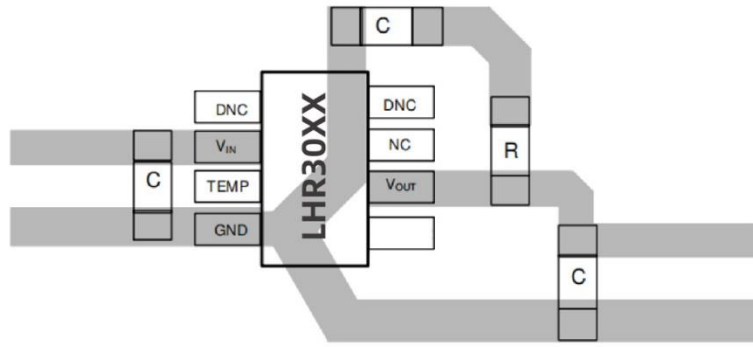 C
DNC
DNC
VIN
NC
R
C
TEMP
VOUT
GND
LHR30XX
C